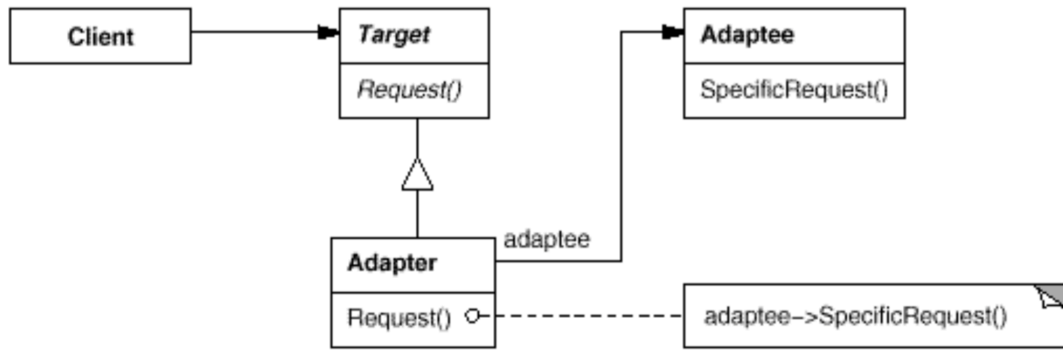 Client
Target
Request()
Adaptee
SpecificRequest()
adaptee
Adapter
Request()
adaptee->SpecificRequest()